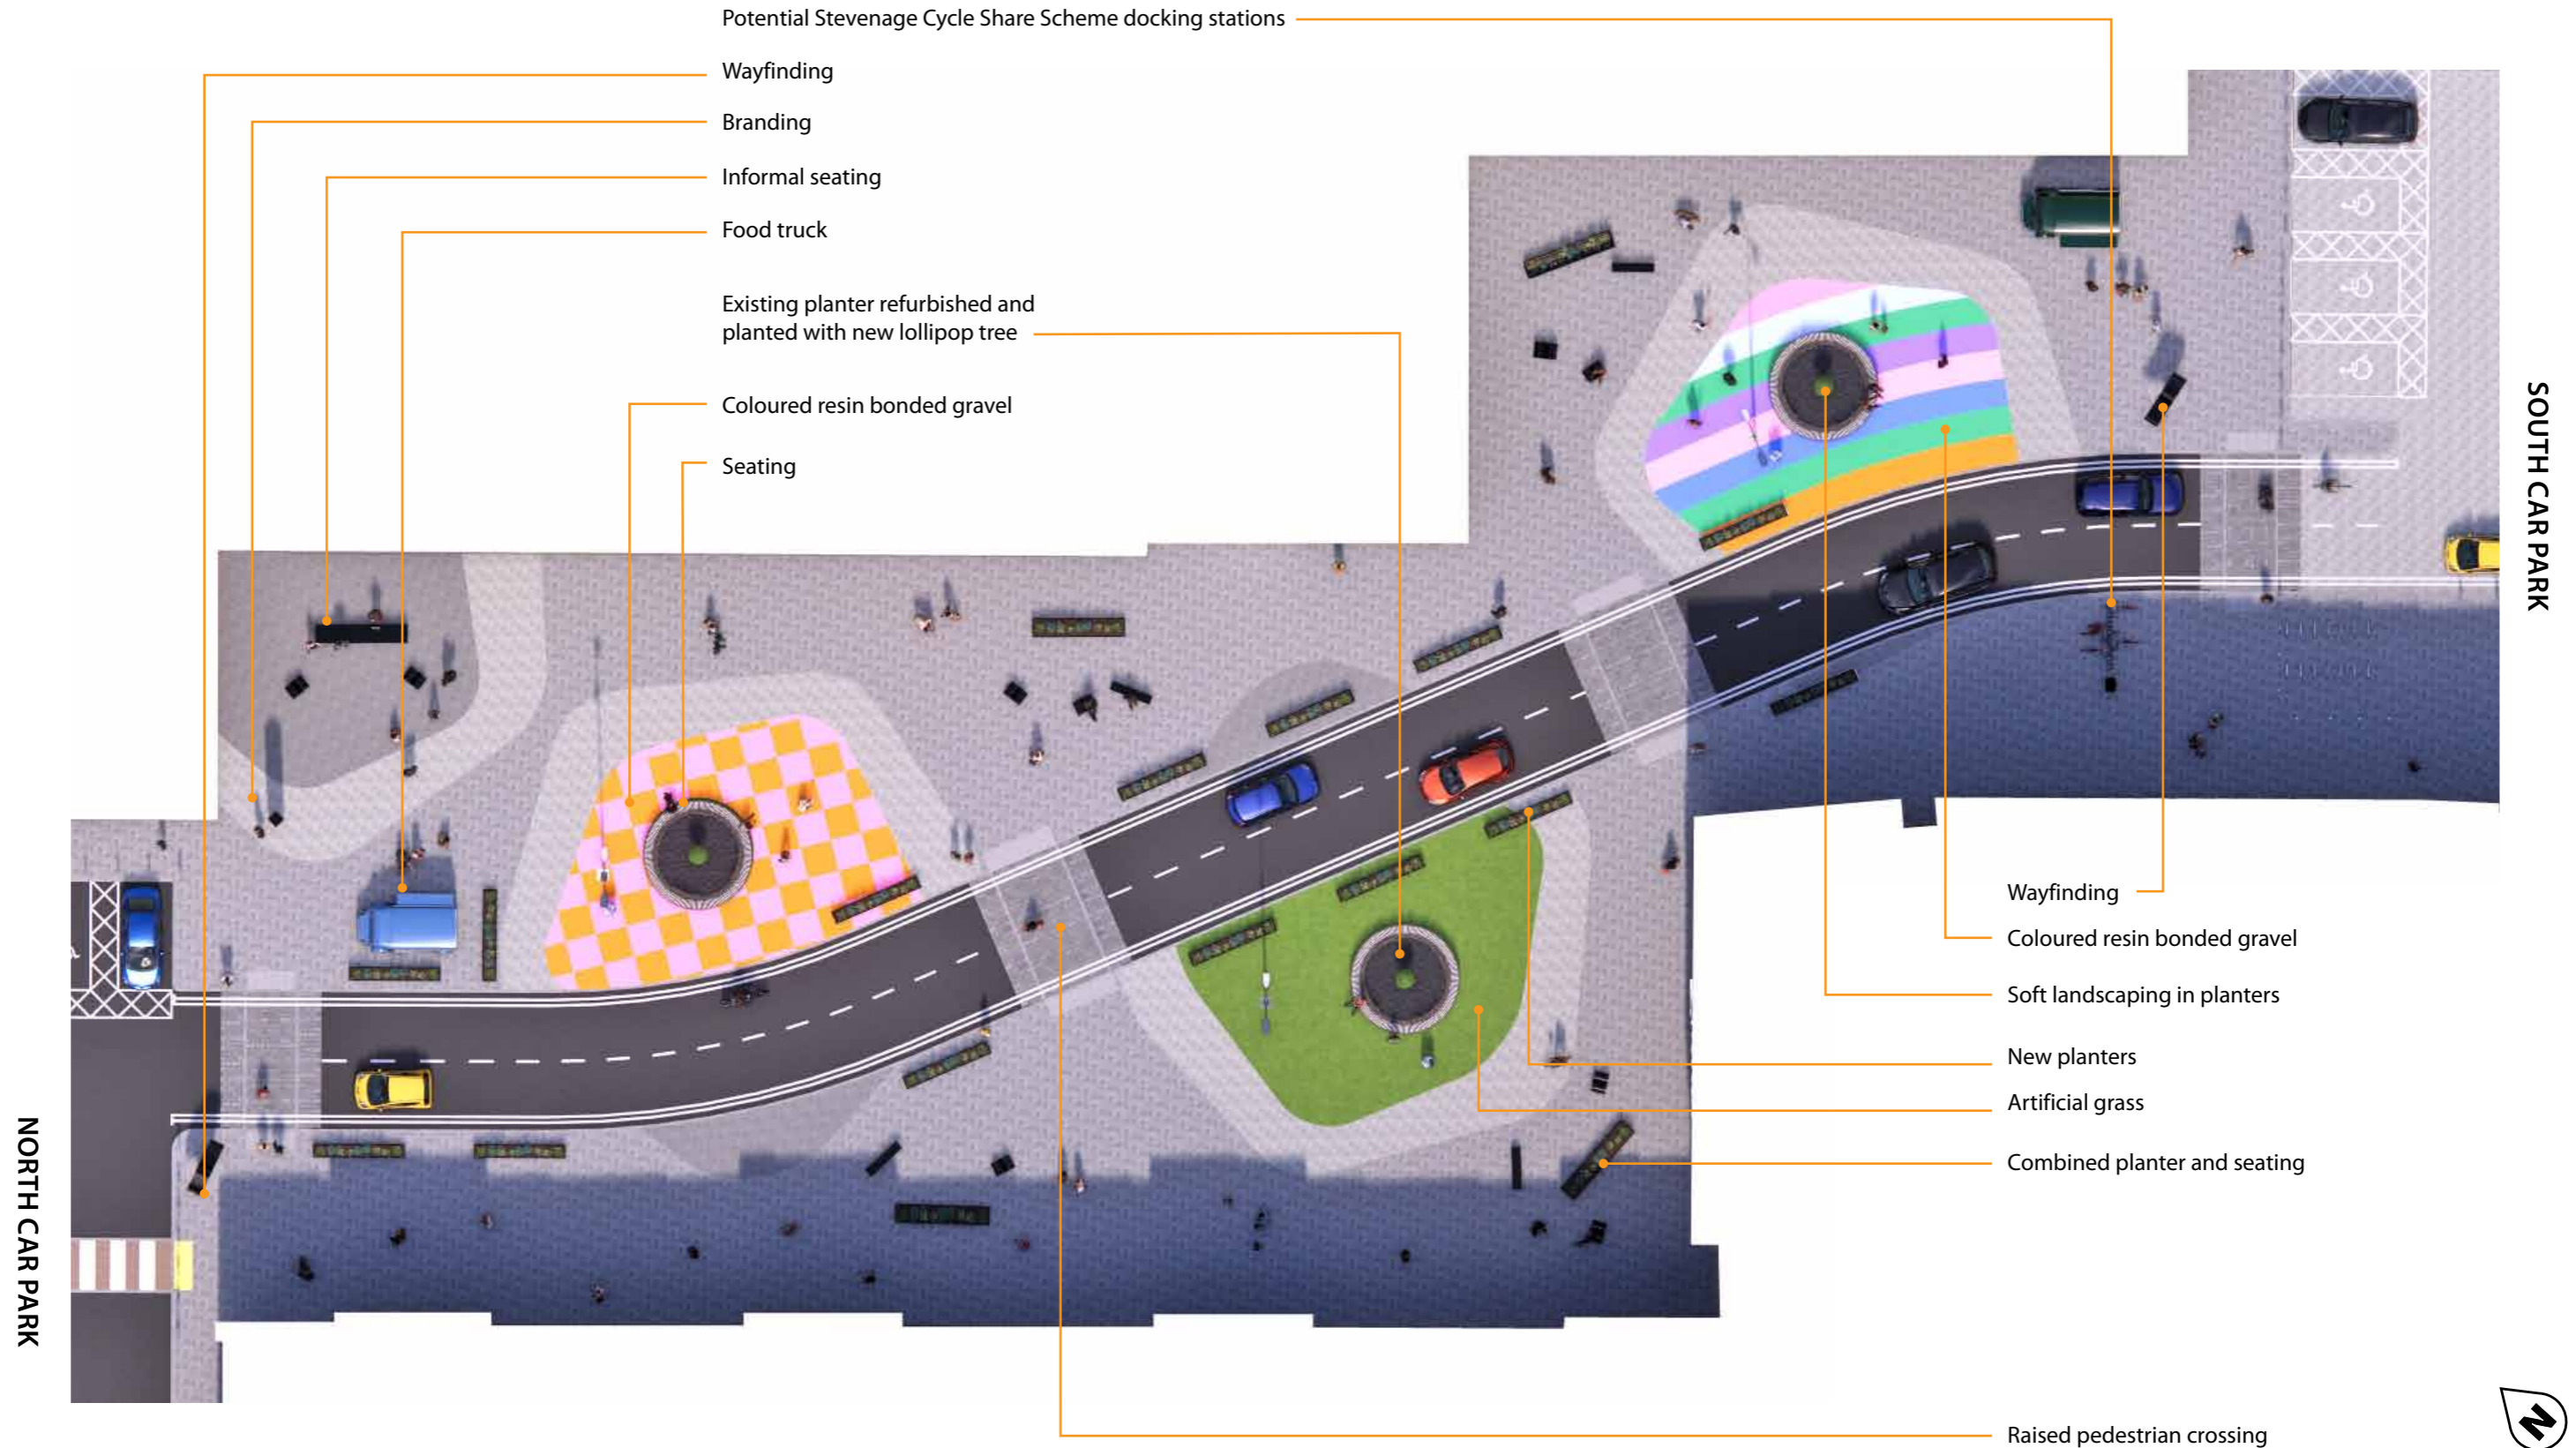 Potential Stevenage Cycle Share Scheme docking stations
Wayfinding
Branding
Informal seating
Food truck
Existing planter refurbished and
planted with new lollipop tree
Coloured resin bonded gravel
Seating
SOUTH CAR PARK
Wayfinding
Coloured resin bonded gravel
Soft landscaping in planters
New planters
Artificial grass
Combined planter and seating
NORTH CAR PARK
Raised pedestrian crossing
N